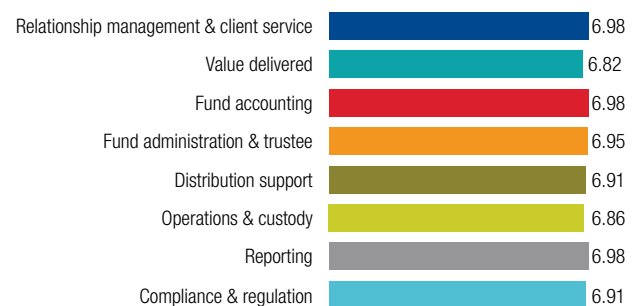 Relationship management & client service 6.98
Value delivered 6.82
Fund accounting 6.98
Fund administration & trustee 6.95
Distribution support 6.91
Operations & custody 6.86
Reporting 6.98
Compliance & regulation 6.91